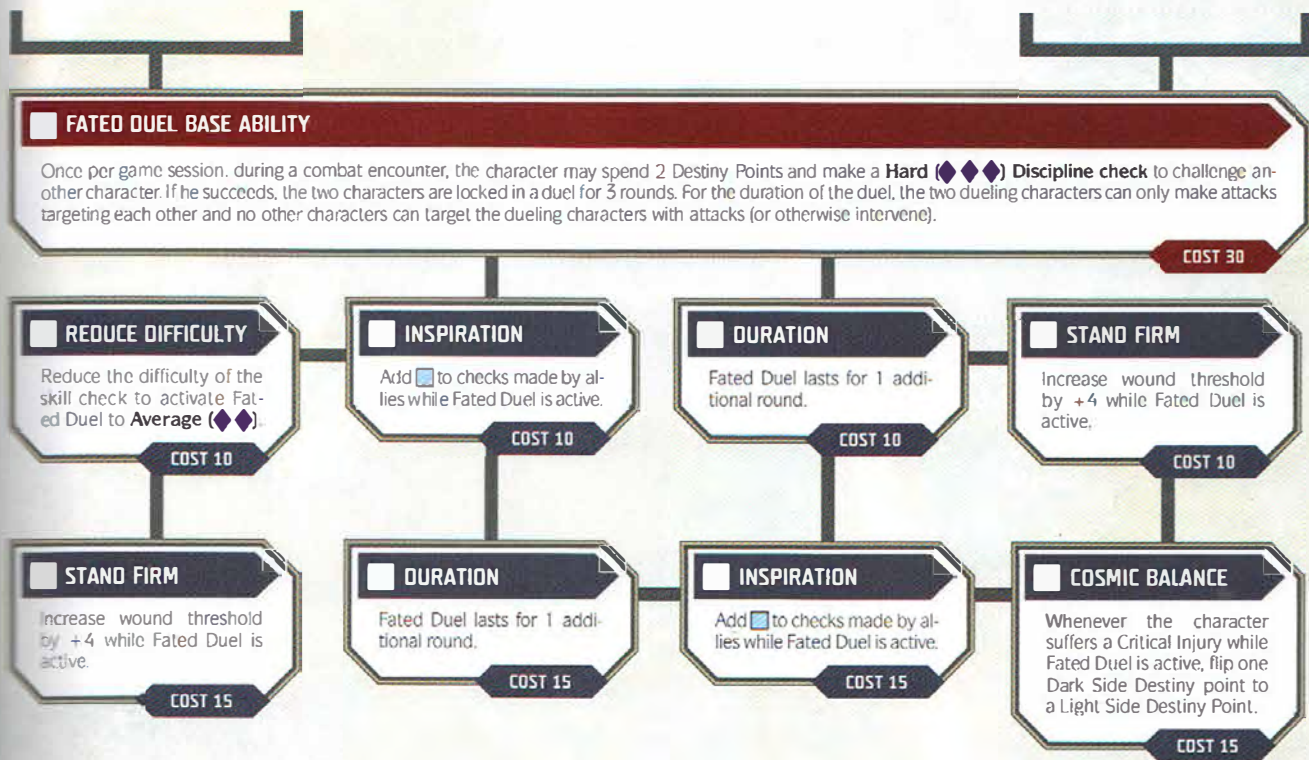 FATED DUEL BASE ABILITY
Once per game session, during a combat encounter, the character may spend 2 Destiny Points and make a Hard (◆◆◆) Discipline check to challenge an-
other character. If he succeeds, the two characters are locked in a duel for 3 rounds. For the duration of the duel, the two dueling characters can only make attacks
targeting each other and no other characters can target the dueling characters with attacks (or otherwise intervene).
COST 30
REDUCE DIFFICULTY
Reduce the difficulty of the
skill check to activate Fat-
ed Duel to Average (◆◆).
COST 10
INSPIRATION
Add to checks made by al-
lies while Fated Duel is active.
COST 10
DURATION
Fated Duel lasts for 1 addi-
tional round.
COST 10
STAND FIRM
Increase wound threshold
by +4 while Fated Duel is
active.
COST 10
STAND FIRM
Increase wound threshold
by +4 while Fated Duel is
active.
COST 15
DURATION
Fated Duel lasts for 1 addi-
tional round.
COST 15
INSPIRATION
Add to checks made by al-
lies while Fated Duel is active.
COST 15
COSMIC BALANCE
Whenever the character
suffers a Critical Injury while
Fated Duel is active, flip one
Dark Side Destiny point to
a Light Side Destiny Point.
COST 15